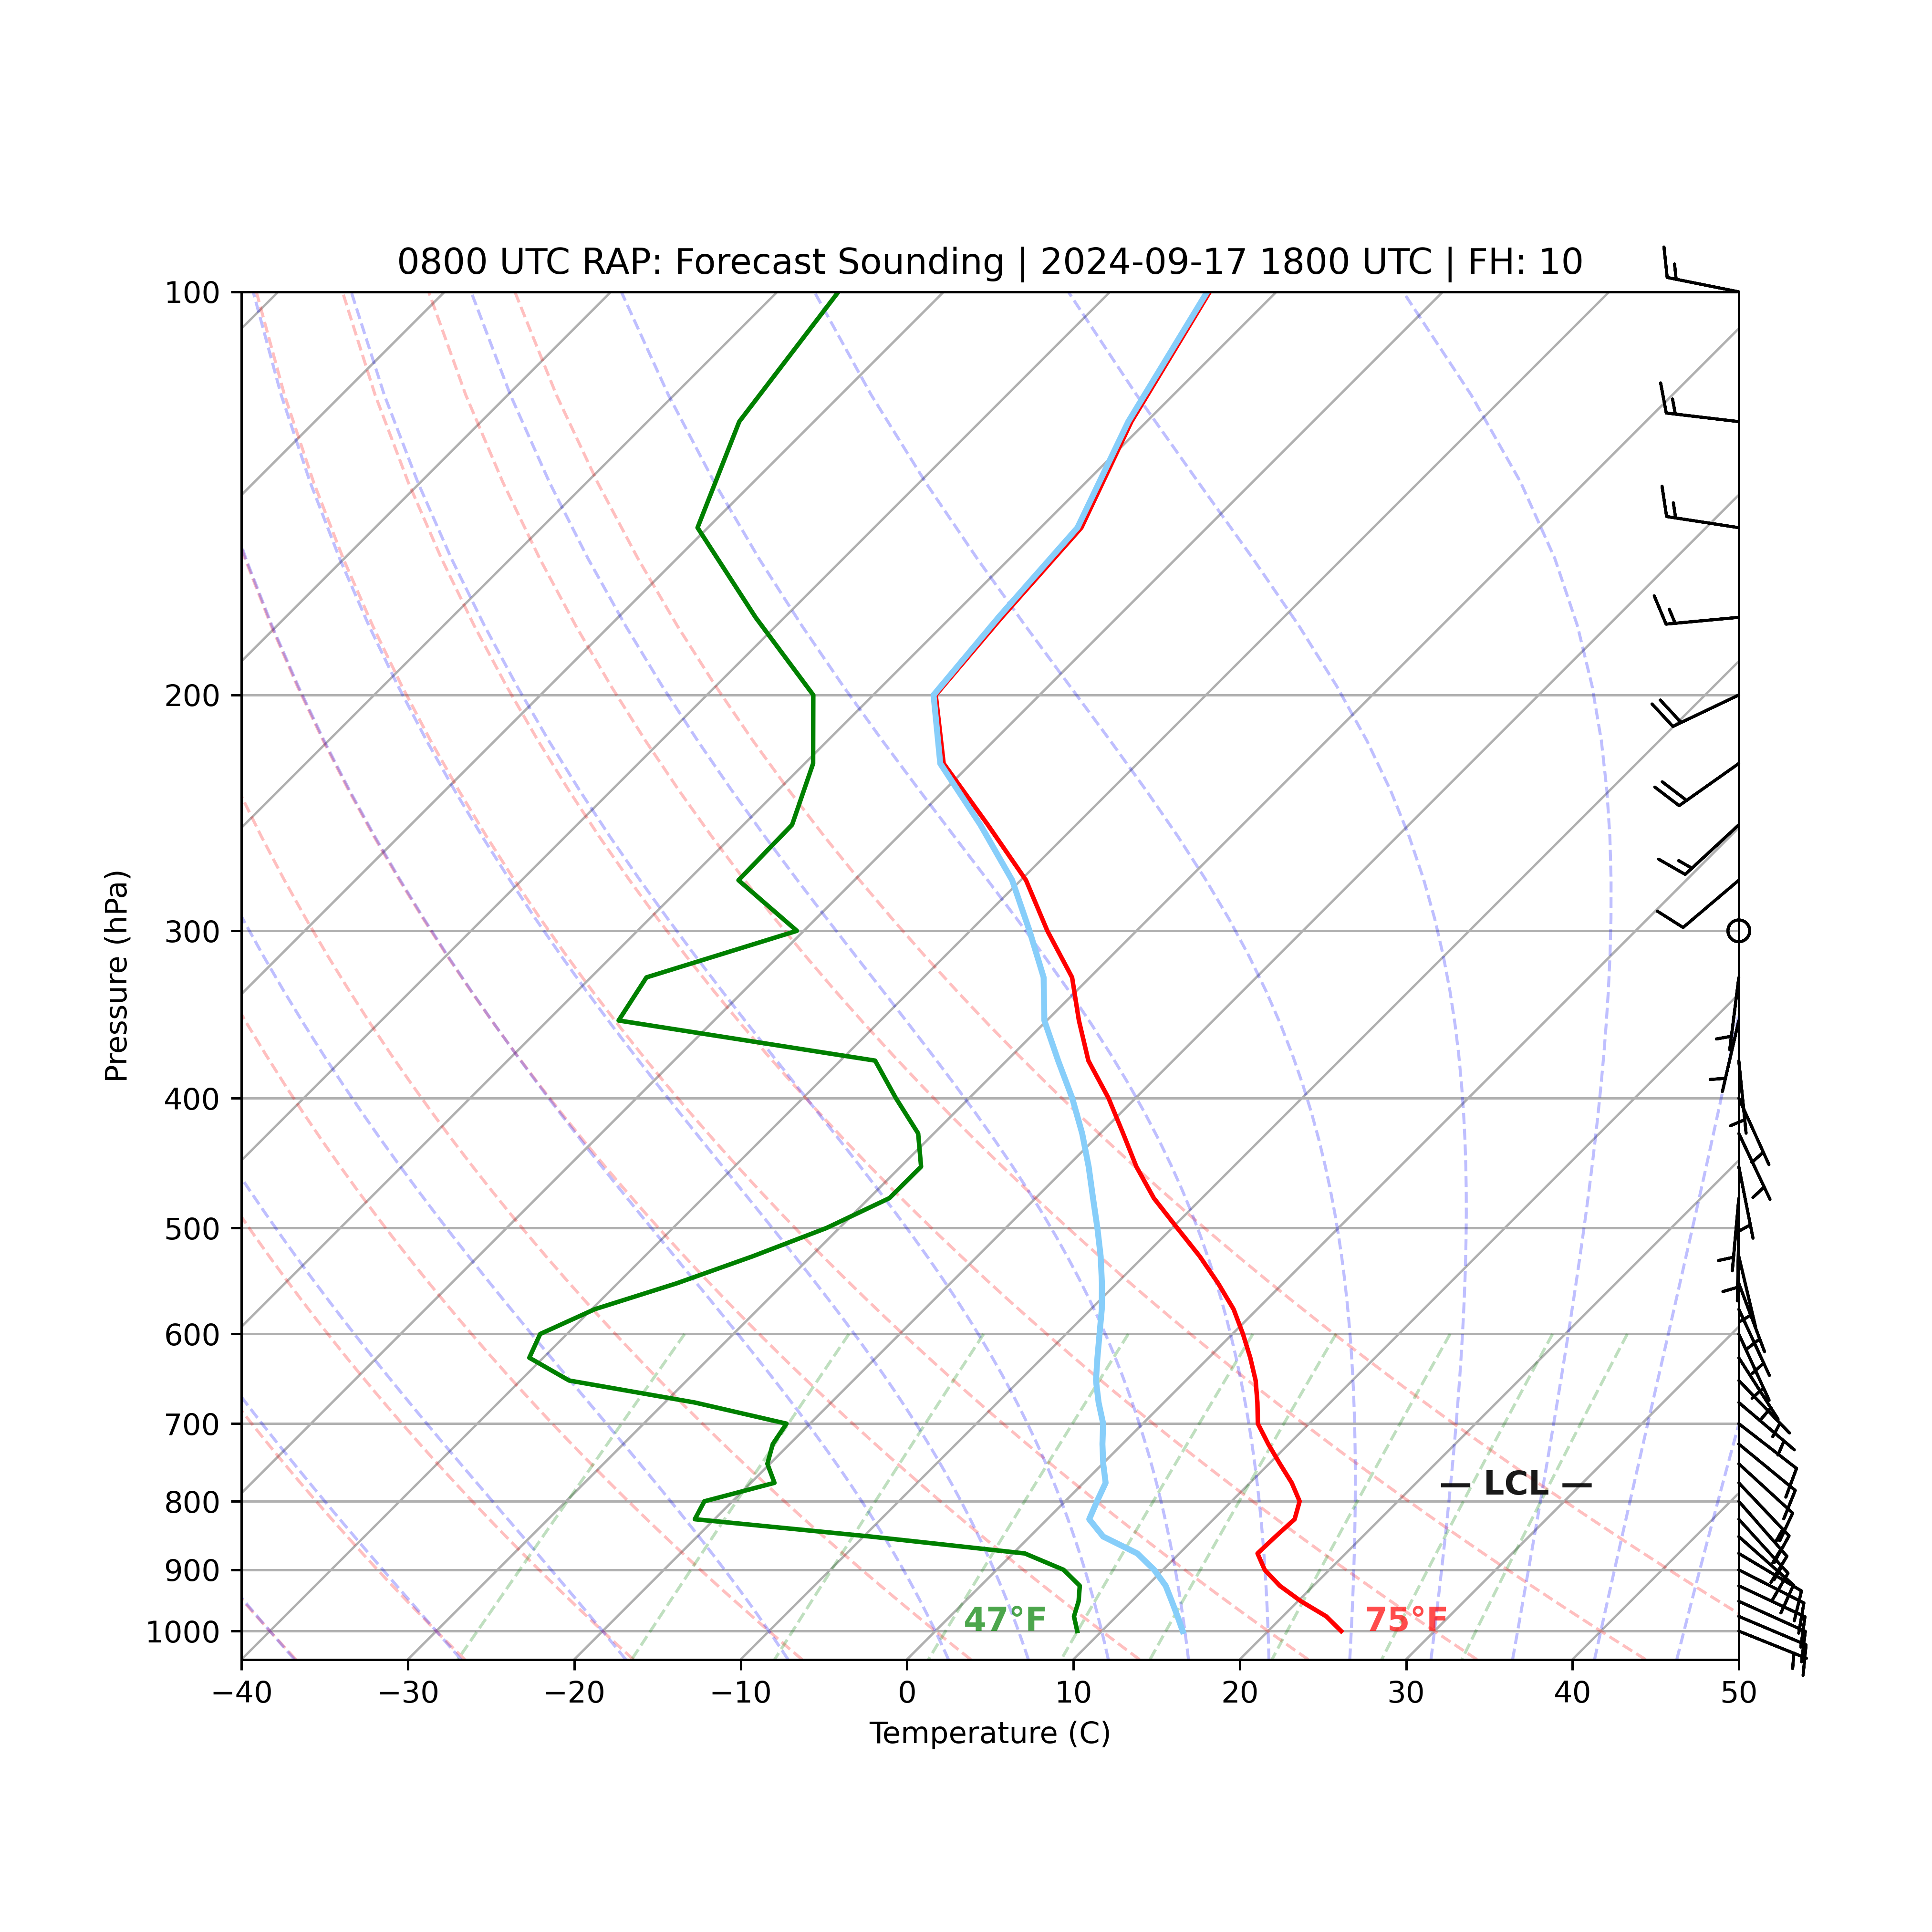 0800 UTC RAP: Forecast Sounding | 2024-09-17 1800 UTC | FH: 10
100
200
300
400
500
600
700
800
900
1000
Pressure (hPa)
— LCL —
47°F
75°F
−40 −30 −20 −10 0 10 20 30 40 50
Temperature (C)